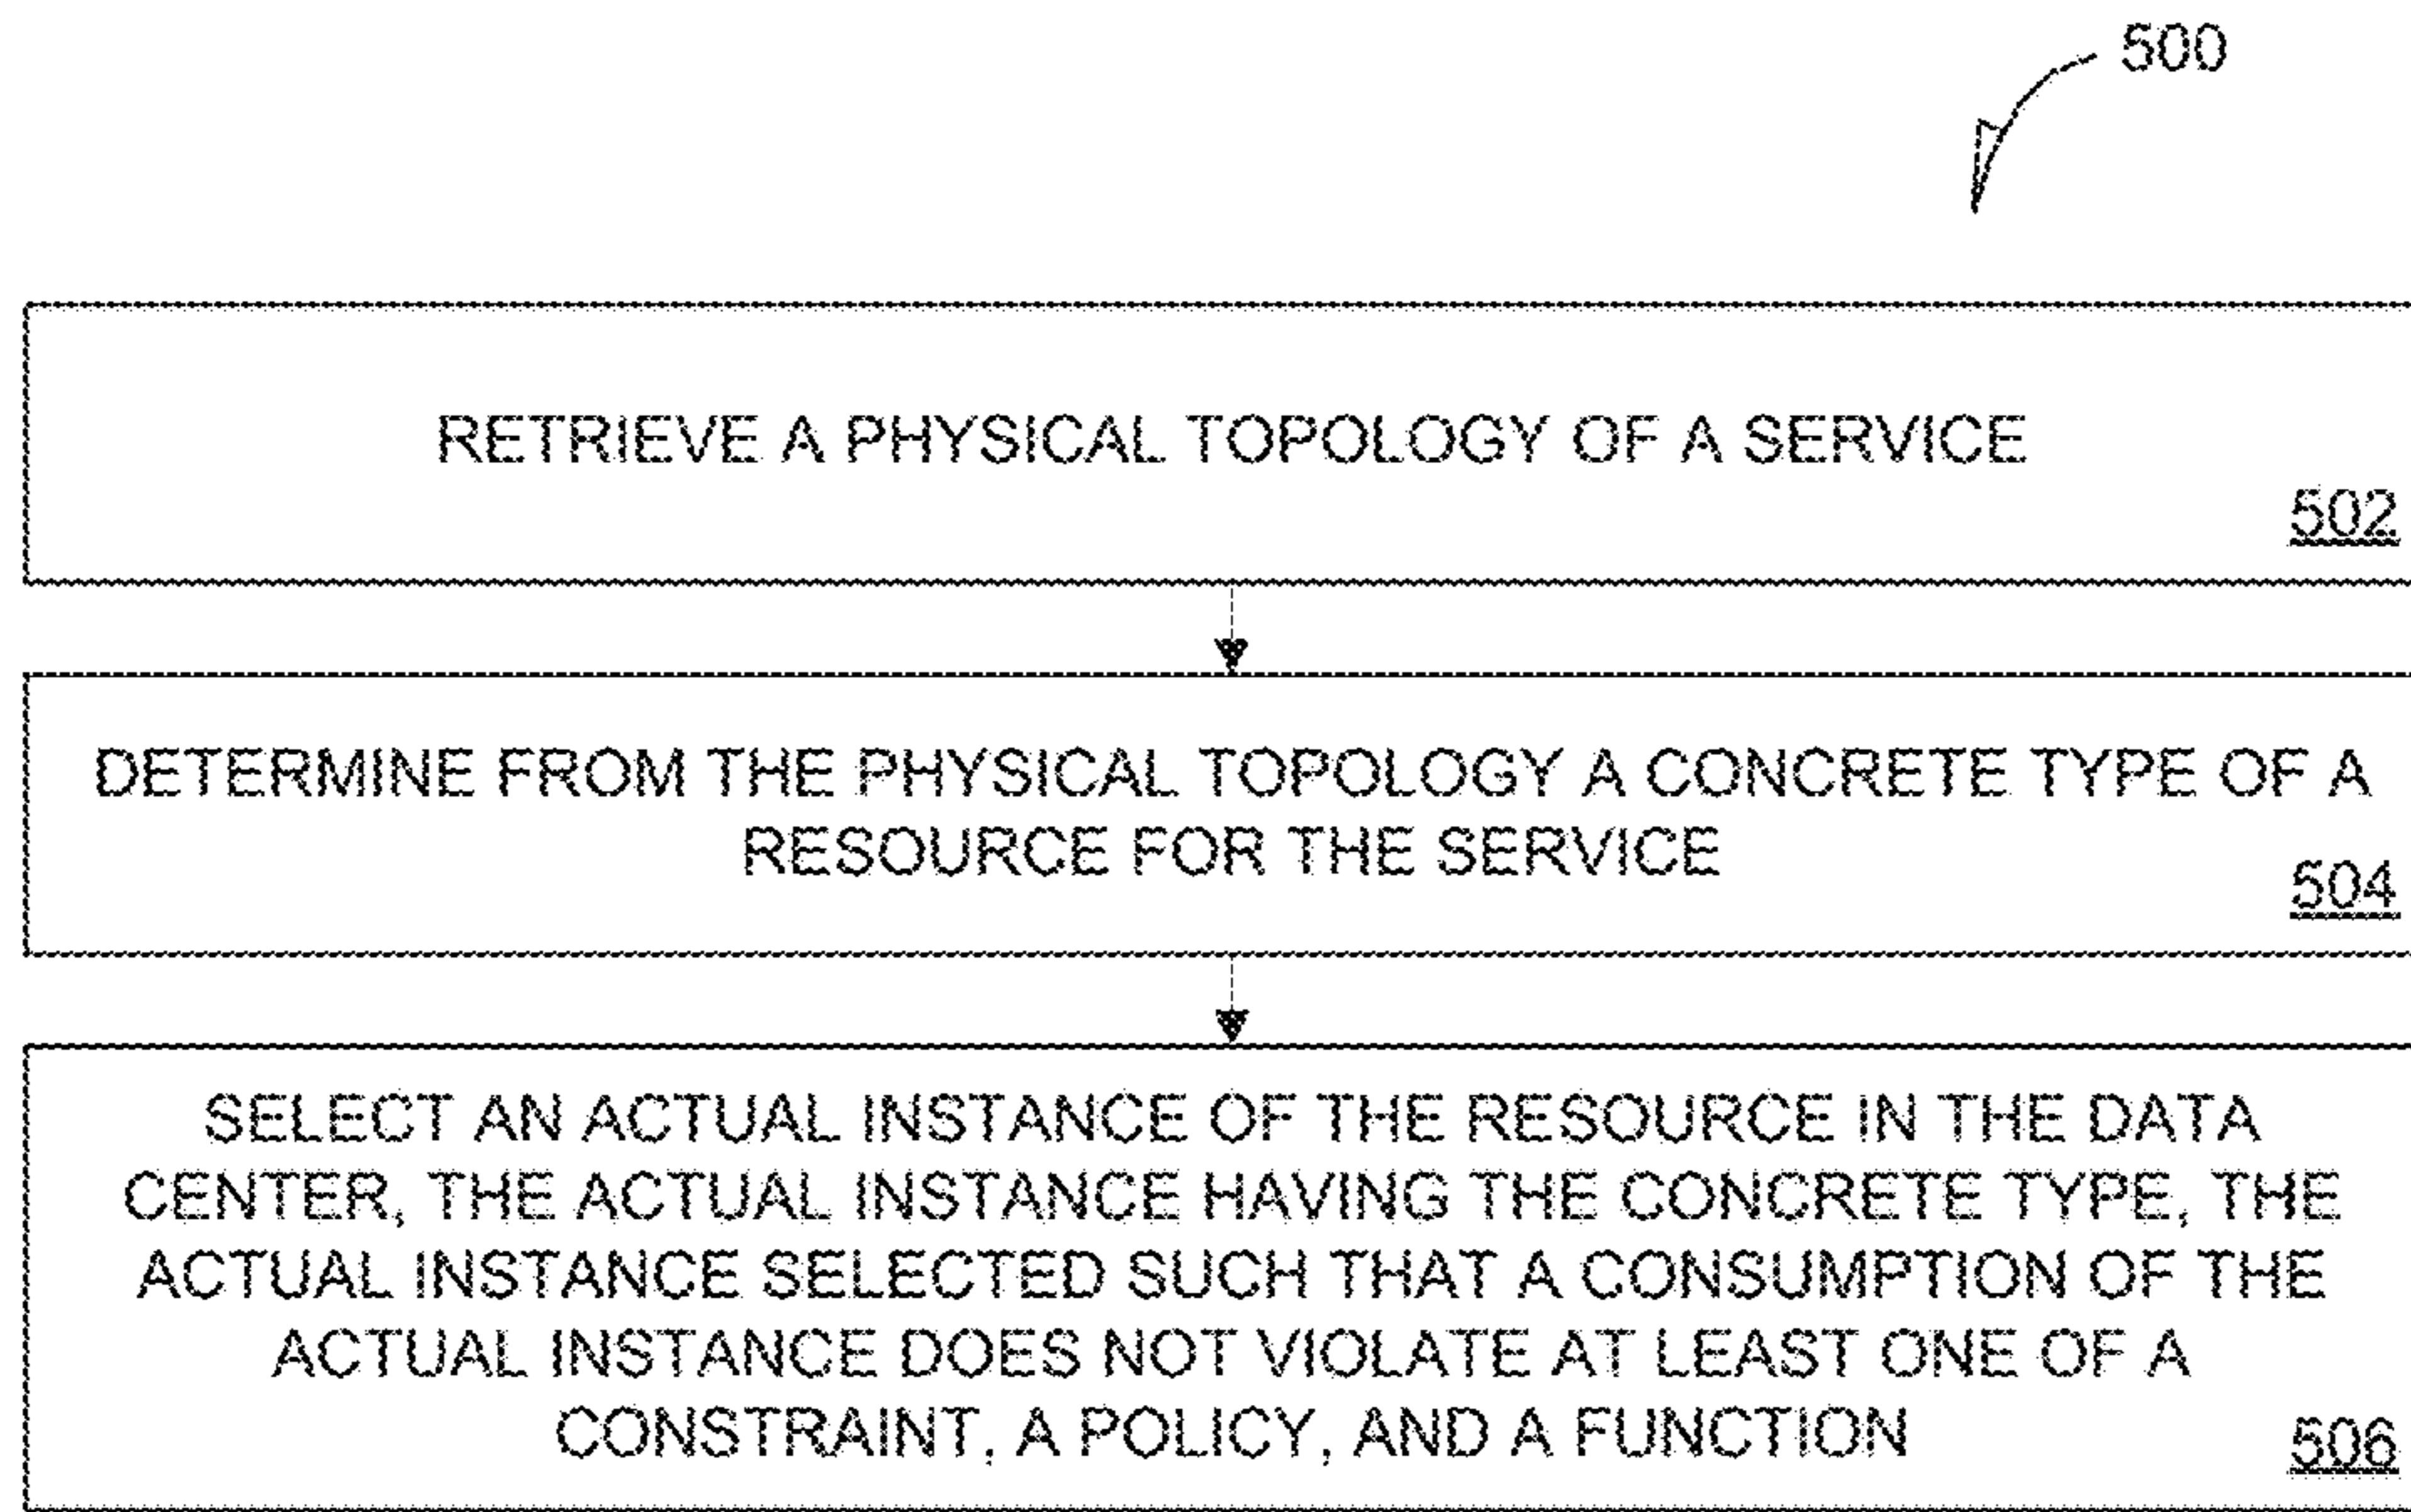 500
RETRIEVE A PHYSICAL TOPOLOGY OF A SERVICE
502
DETERMINE FROM THE PHYSICAL TOPOLOGY A CONCRETE TYPE OF A
RESOURCE FOR THE SERVICE
504
SELECT AN ACTUAL INSTANCE OF THE RESOURCE IN THE DATA
CENTER, THE ACTUAL INSTANCE HAVING THE CONCRETE TYPE, THE
ACTUAL INSTANCE SELECTED SUCH THAT A CONSUMPTION OF THE
ACTUAL INSTANCE DOES NOT VIOLATE AT LEAST ONE OF A
CONSTRAINT, A POLICY, AND A FUNCTION
506